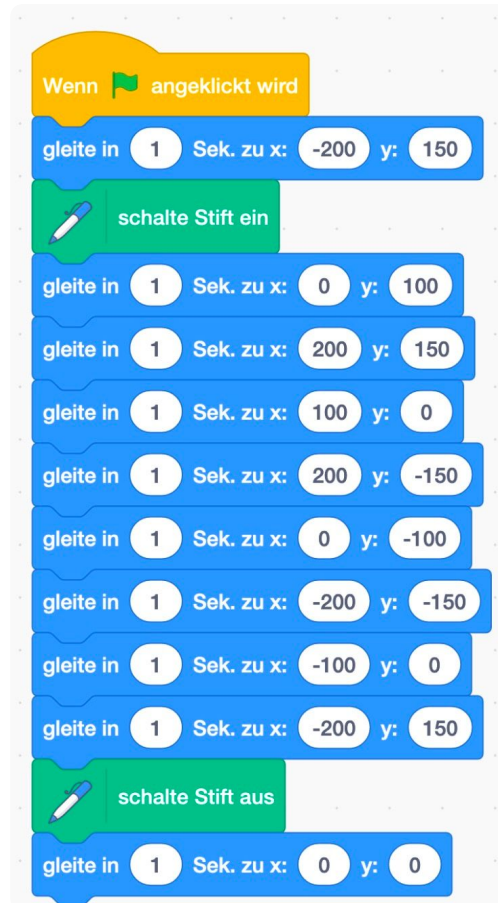 Wenn angeklickt wird
gleite in 1 Sek. zu x: -200 y: 150
schalte Stift ein
gleite in 1 Sek. zu x: 0 y: 100
gleite in 1 Sek. zu x: 200 y: 150
gleite in 1 Sek. zu x: 100 y: 0
gleite in 1 Sek. zu x: 200 y: -150
gleite in 1 Sek. zu x: 0 y: -100
gleite in 1 Sek. zu x: -200 y: -150
gleite in 1 Sek. zu x: -100 y: 0
gleite in 1 Sek. zu x: -200 y: 150
schalte Stift aus
gleite in 1 Sek. zu x: 0 y: 0